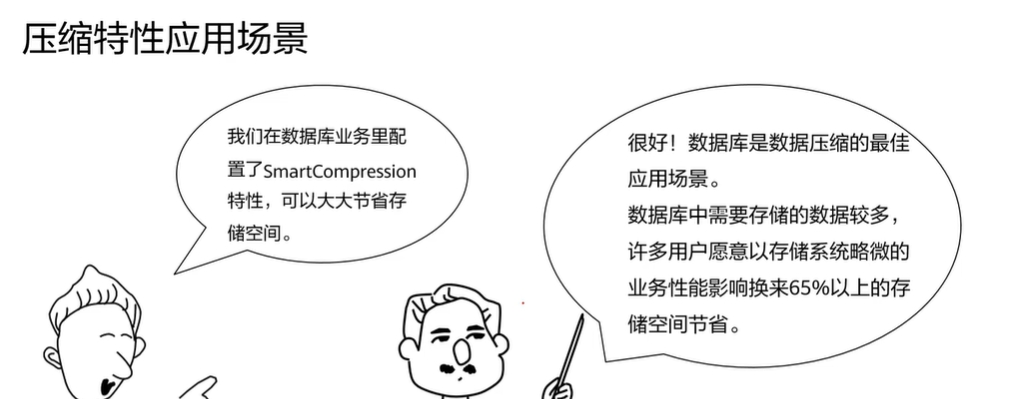 压缩特性应用场景
我们在数据库业务里配
置了SmartCompression
特性，可以大大节省存
储空间。
很好！数据库是数据压缩的最佳
应用场景。
数据库中需要存储的数据较多，
许多用户愿意以存储系统略微的
业务性能影响换来65%以上的存
储空间节省。